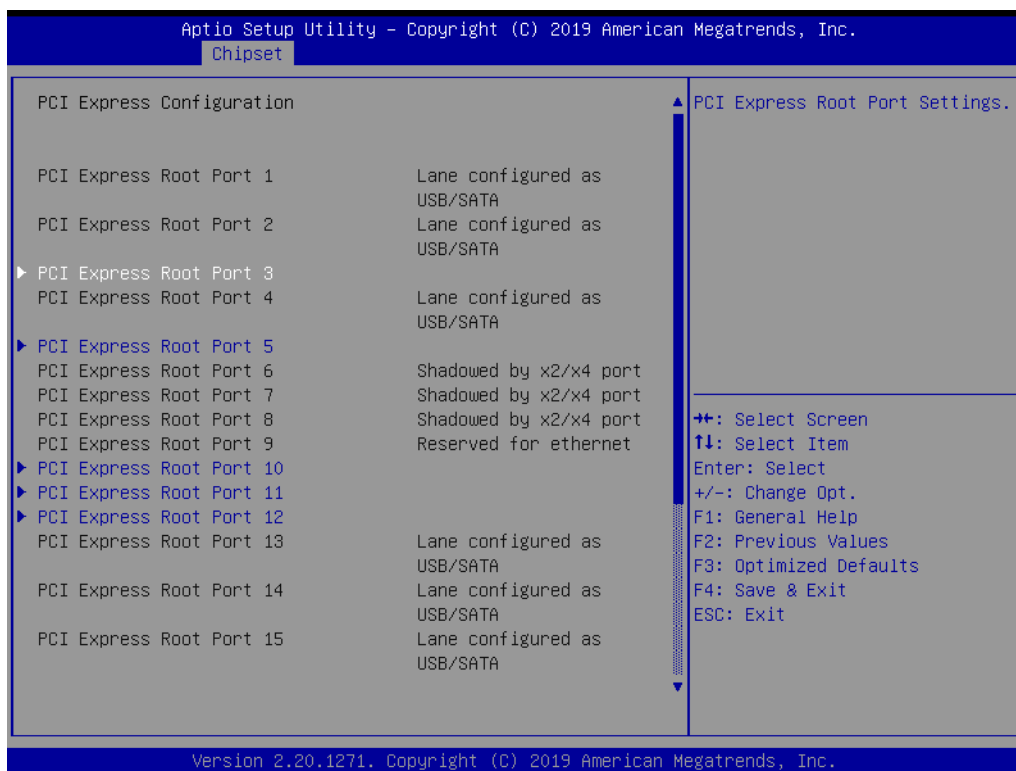 Aptio Setup Utility – Copyright (C) 2019 American Megatrends, Inc.
Chipset
PCI Express Configuration
PCI Express Root Port 1 Lane configured as
USB/SATA
PCI Express Root Port 2 Lane configured as
USB/SATA
PCI Express Root Port 3
PCI Express Root Port 4 Lane configured as
USB/SATA
PCI Express Root Port 5
PCI Express Root Port 6 Shadowed by x2/x4 port
PCI Express Root Port 7 Shadowed by x2/x4 port
PCI Express Root Port 8 Shadowed by x2/x4 port
PCI Express Root Port 9 Reserved for ethernet
PCI Express Root Port 10
PCI Express Root Port 11
PCI Express Root Port 12
PCI Express Root Port 13 Lane configured as
USB/SATA
PCI Express Root Port 14 Lane configured as
USB/SATA
PCI Express Root Port 15 Lane configured as
USB/SATA
PCI Express Root Port Settings.
→←: Select Screen
↑↓: Select Item
Enter: Select
+/-: Change Opt.
F1: General Help
F2: Previous Values
F3: Optimized Defaults
F4: Save & Exit
ESC: Exit
Version 2.20.1271. Copyright (C) 2019 American Megatrends, Inc.